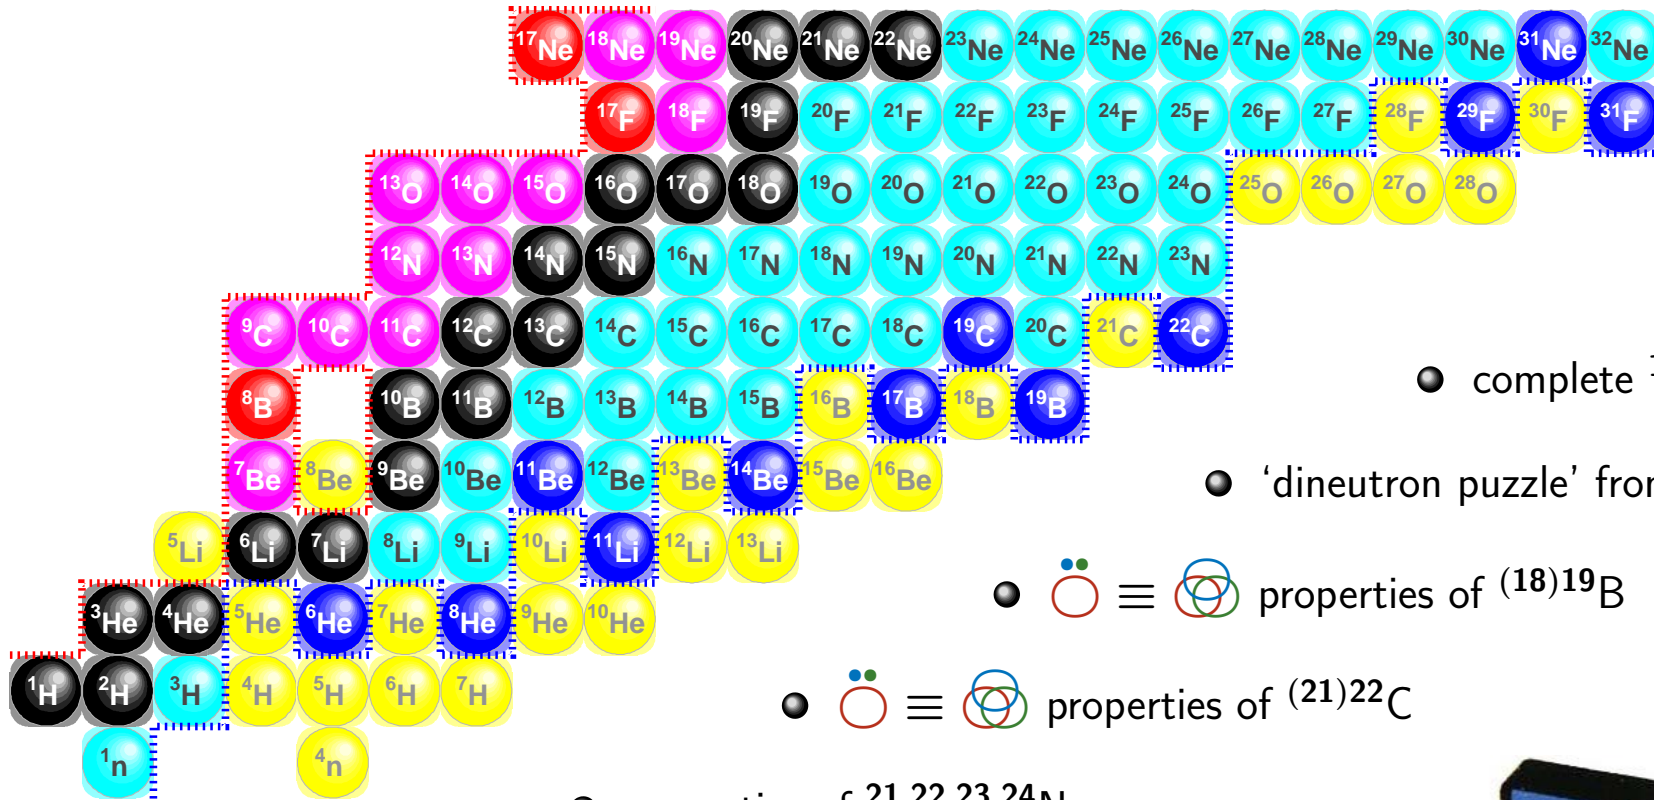 17Ne 18Ne 19Ne 20Ne 21Ne 22Ne 23Ne 24Ne 25Ne 26Ne 27Ne 28Ne 29Ne 30Ne 31Ne 32Ne
17F 18F 19F 20F 21F 22F 23F 24F 25F 26F 27F 28F 29F 30F 31F
13O 14O 15O 16O 17O 18O 19O 20O 21O 22O 23O 24O 25O 26O 27O 28O
12N 13N 14N 15N 16N 17N 18N 19N 20N 21N 22N 23N
9C 10C 11C 12C 13C 14C 15C 16C 17C 18C 19C 20C 21C 22C
● complete
8B 10B 11B 12B 13B 14B 15B 16B 17B 18B 19B
7Be 8Be 9Be 10Be 11Be 12Be 13Be 14Be 15Be 16Be
● ‘dineutron puzzle’
5Li 6Li 7Li 8Li 9Li 10Li 11Li 12Li 13Li
● ≡ properties of (18)19B
3He 4He 5He 6He 7He 8He 9He 10He
1H 2H 3H 4H 5H 6H 7H
● ≡ properties of (21)22C
1n 4n
21,22,23,24N